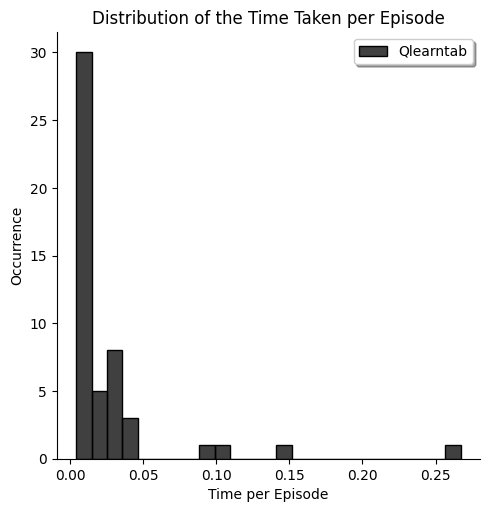 Distribution of the Time Taken per Episode
Qlearntab
30
25
20
15
10
5
0
Occurrence
0.00 0.05 0.10 0.15 0.20 0.25
Time per Episode